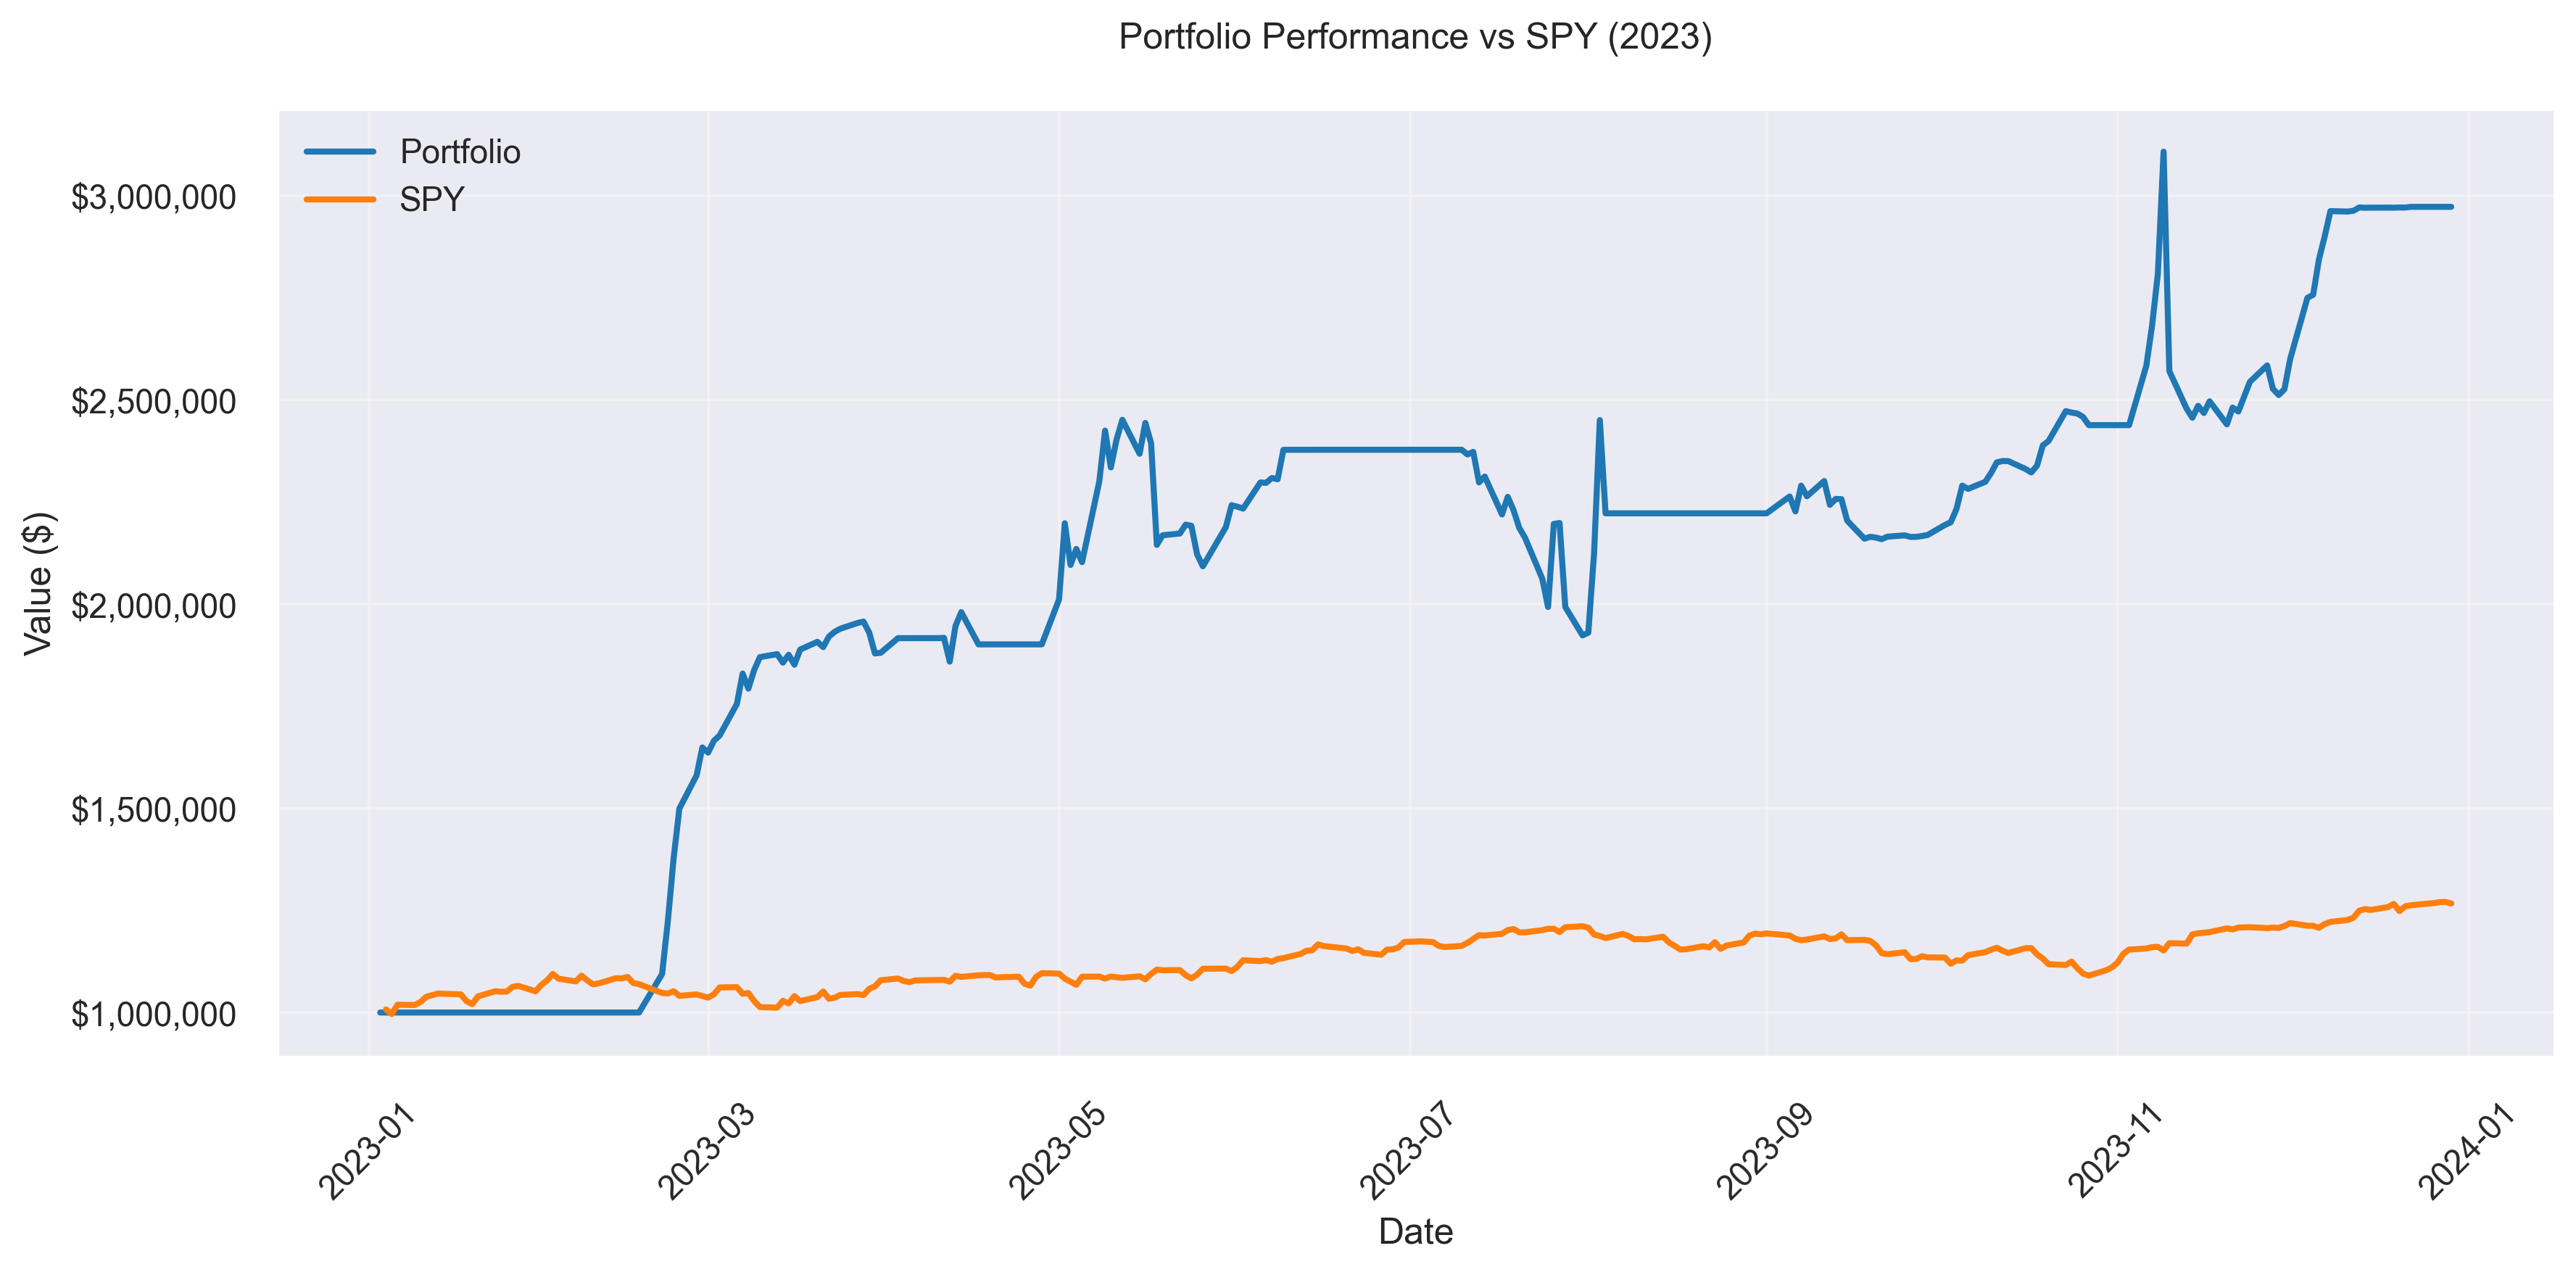 Portfolio Performance vs SPY (2023)
Portfolio
SPY
$3,000,000
$2,500,000
$2,000,000
$1,500,000
$1,000,000
Value ($)
2023-01
2023-03
2023-05
2023-07
2023-09
2023-11
2024-01
Date